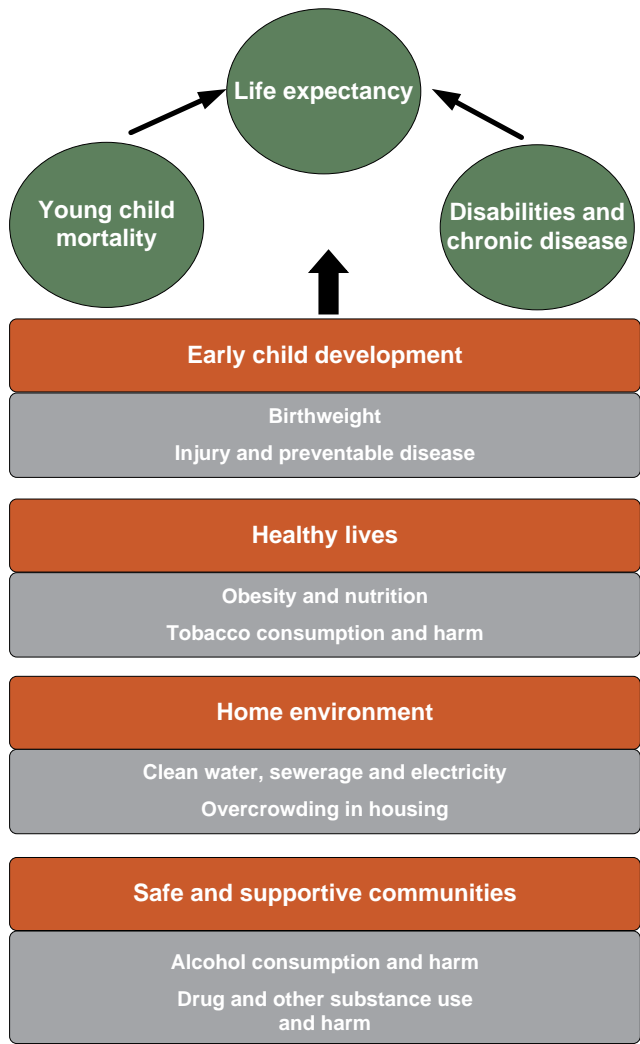 Life expectancy
Young child
mortality
Disabilities and
chronic disease
Early child development
Birthweight
Injury and preventable disease
Healthy lives
Obesity and nutrition
Tobacco consumption and harm
Home environment
Clean water, sewerage and electricity
Overcrowding in housing
Safe and supportive communities
Alcohol consumption and harm
Drug and other substance use
and harm